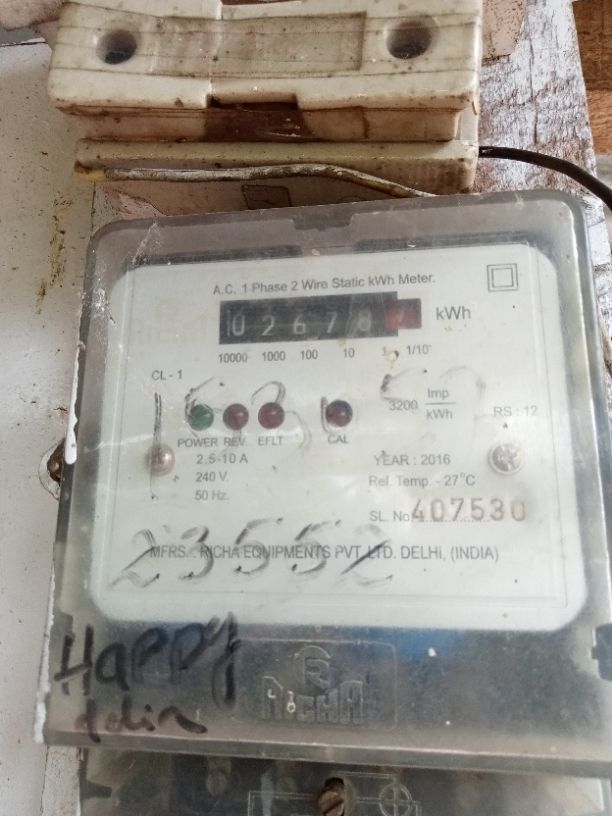 A.C. 1 Phase 2 Wire Static kWh Meter.
0 2 6 7 8 kWh
10000 1000 100 10 1 1/10
CL - 1
3200 Imp/kWh
RS : 12
POWER REV. EFLT CAL
2.5-10 A
YEAR : 2016
240 V.
Ref. Temp. - 27°C
50 Hz.
SL. No. 407530
MFRS. : RICHA EQUIPMENTS PVT. LTD. DELHI, (INDIA)
23552
Happy
RICHA